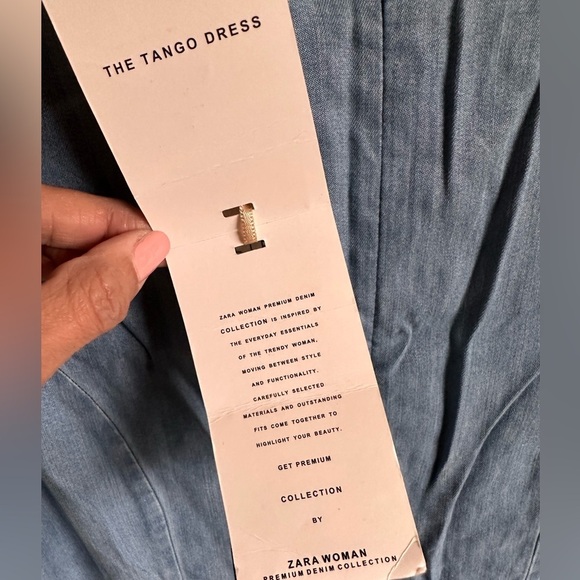 THE TANGO DRESS
ZARA WOMAN PREMIUM DENIM
COLLECTION IS INSPIRED BY
THE EVERYDAY ESSENTIALS
OF THE TRENDY WOMAN,
MOVING BETWEEN STYLE
AND FUNCTIONALITY.
CAREFULLY SELECTED
MATERIALS AND OUTSTANDING
FITS COME TOGETHER TO
HIGHLIGHT YOUR BEAUTY.
GET PREMIUM
COLLECTION
BY
ZARA WOMAN
PREMIUM DENIM COLLECTION